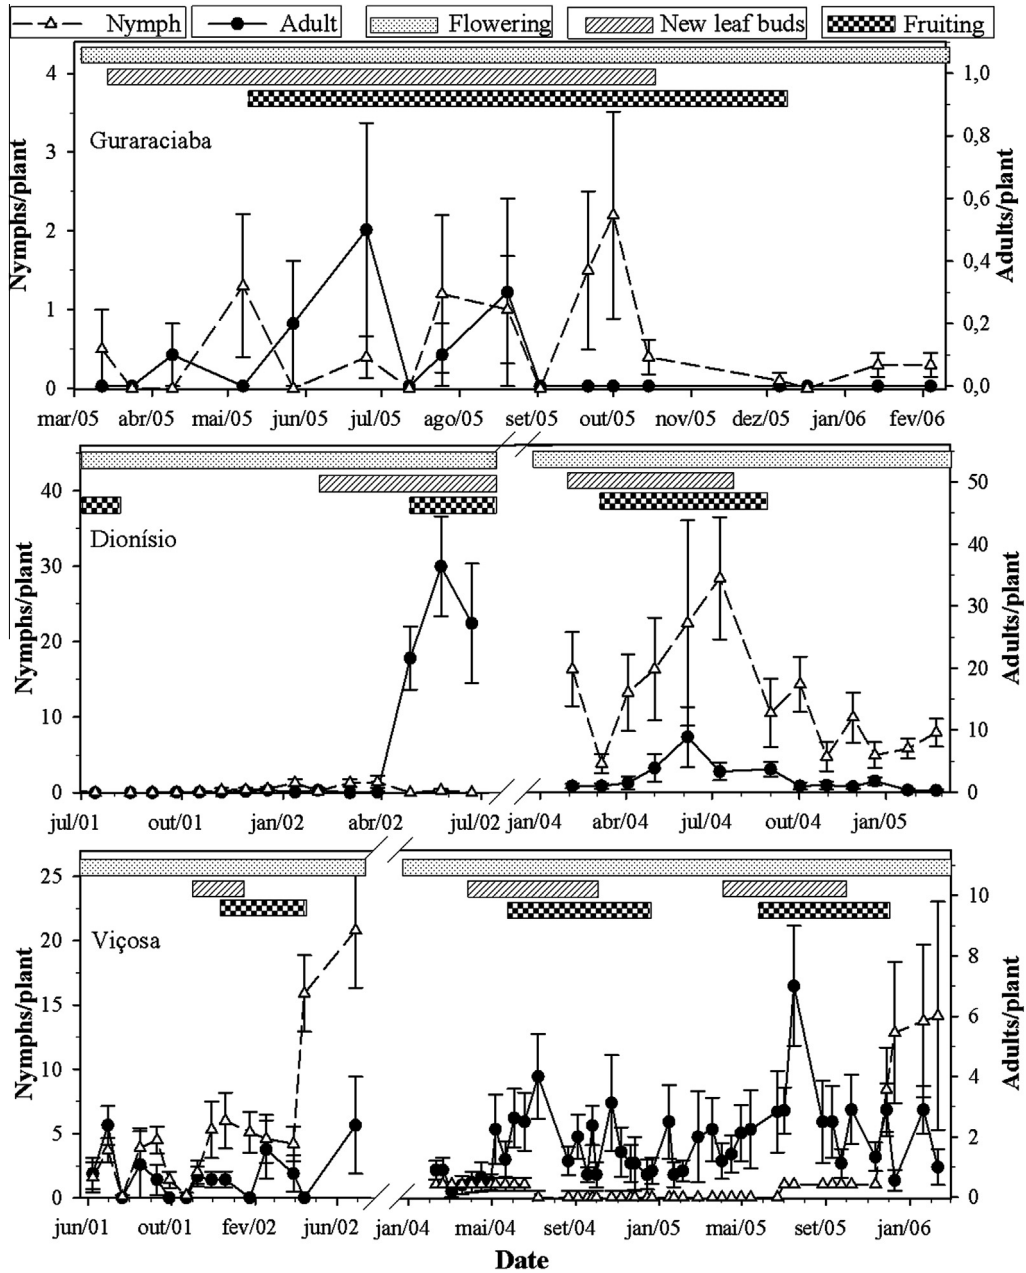 Nymph Adult Flowering New leaf buds Fruiting
4 1,0
Guraraciaba
0,8
3
0,6
2
0,4
1
0,2
0 0,0
Nymphs/plant
Adults/plant
mar/05 abr/05 mai/05 jun/05 jul/05 ago/05 set/05 out/05 nov/05 dez/05 jan/06 fev/06
40 50
Dionísio
40
30
30
20
20
10
10
0 0
Nymphs/plant
Adults/plant
jul/01 out/01 jan/02 abr/02 jul/02 jan/04 abr/04 jul/04 out/04 jan/05
25
10
Viçosa
20
8
15
6
10
4
5
2
0 0
Nymphs/plant
Adults/plant
jun/01 out/01 fev/02 jun/02 jan/04 mai/04 set/04 jan/05 mai/05 set/05 jan/06
Date